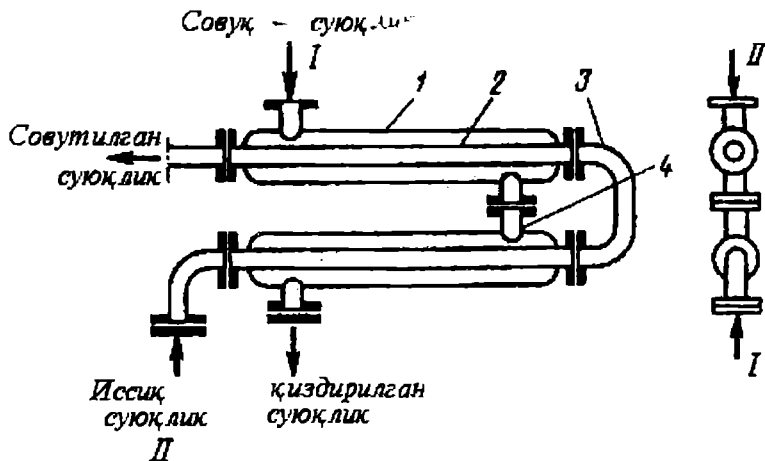 Совуқ - суюқлик
I
1
2
3
II
Совутилган
суюқлик
4
Иссиқ
суюқлик
II
қиздирилган
суюқлик
I